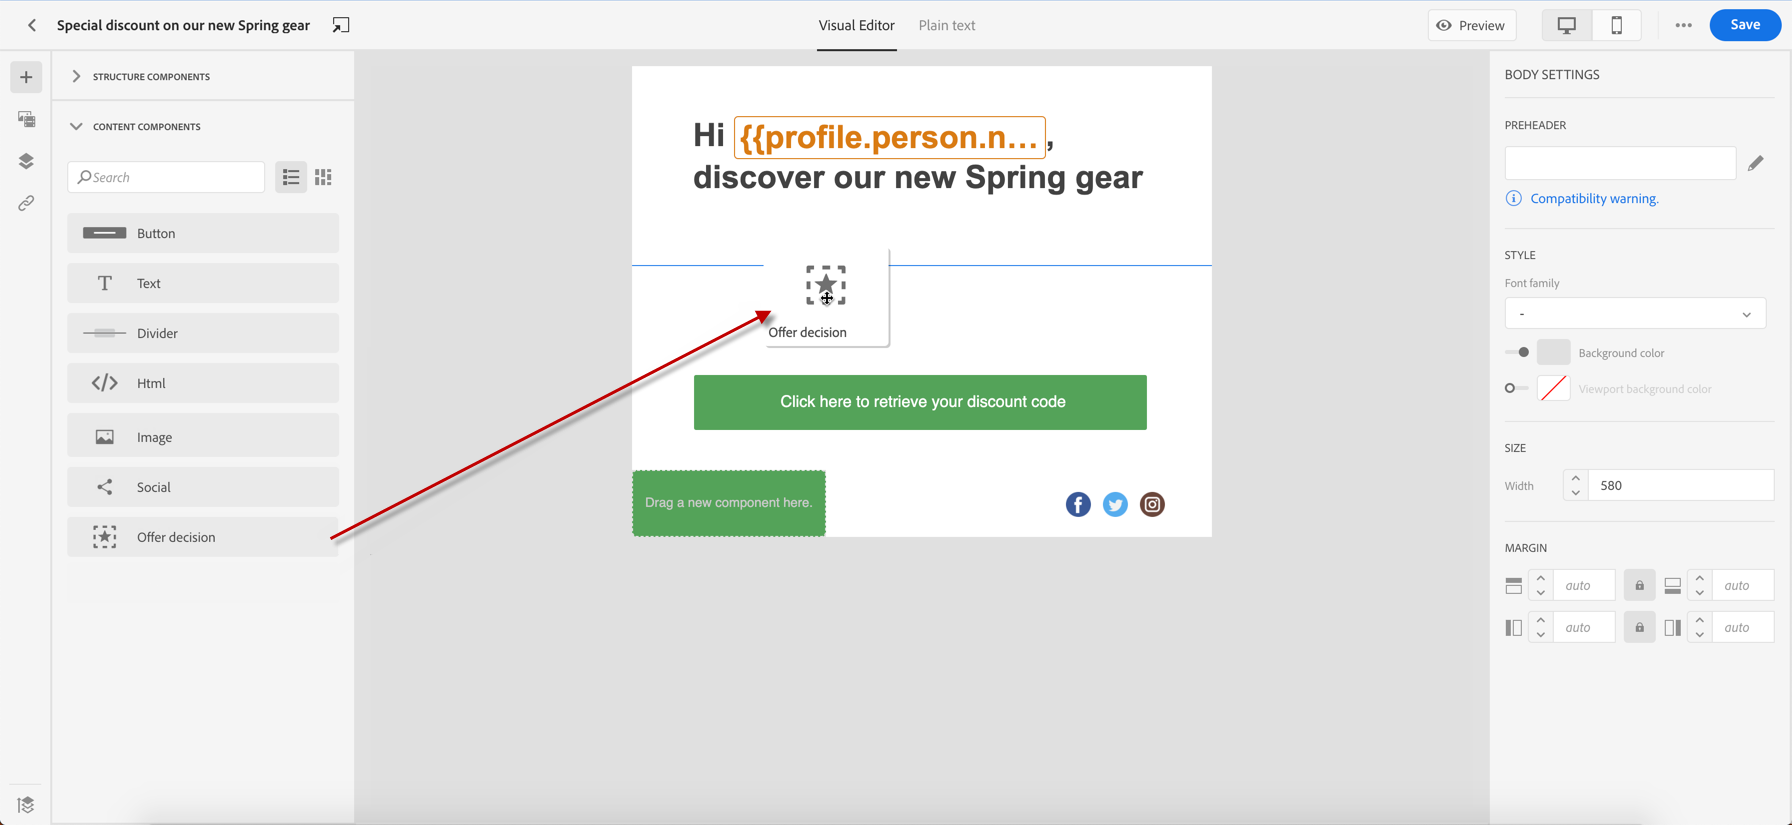 Special discount on our new Spring gear
Visual Editor
Plain text
Preview
Save
STRUCTURE COMPONENTS
CONTENT COMPONENTS
Search
Button
Text
Divider
Html
Image
Social
Offer decision
Hi {{profile.person.n... ,
discover our new Spring gear
Offer decision
Click here to retrieve your discount code
Drag a new component here.
BODY SETTINGS
PREHEADER
Compatibility warning.
STYLE
Font family
-
Background color
Viewport background color
SIZE
Width 580
MARGIN
auto auto
auto auto